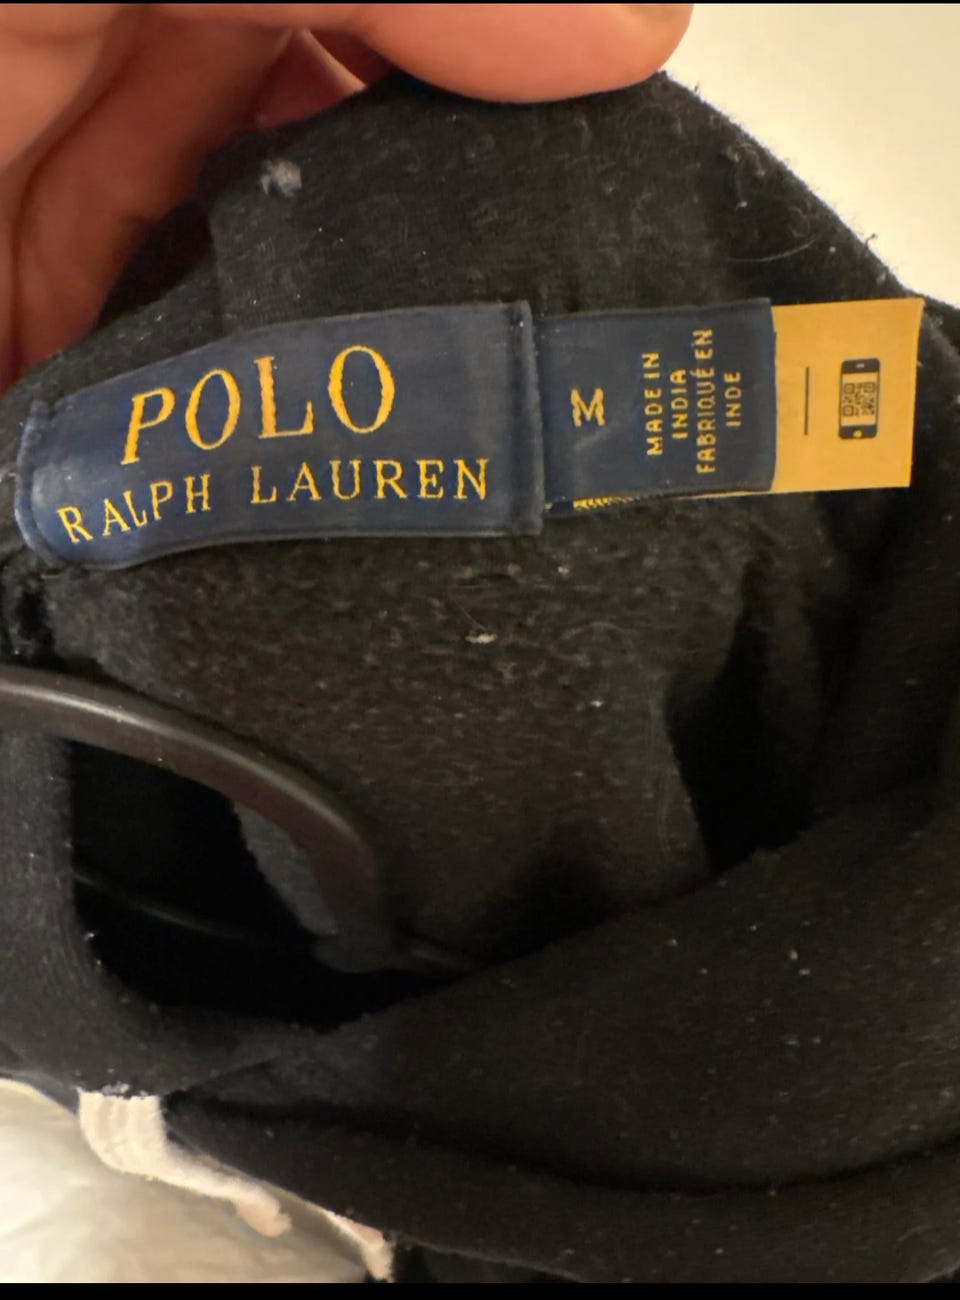 POLO
RALPH LAUREN
M
MADE IN
INDIA
FABRIQUÉ EN
INDE